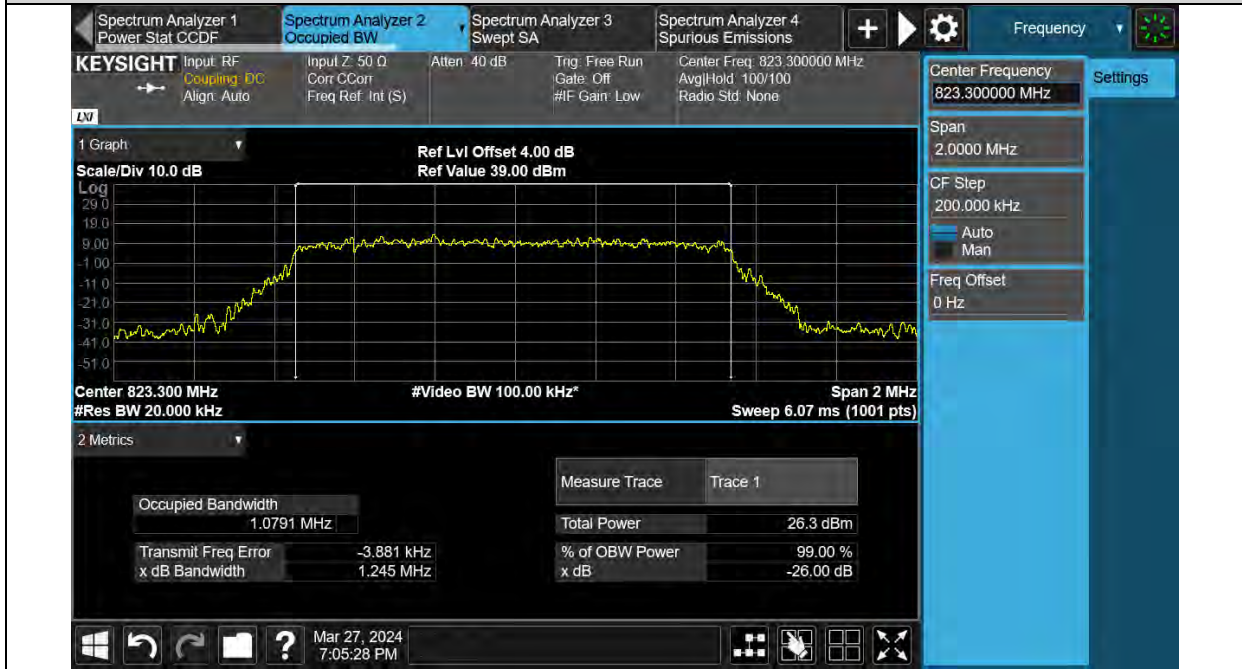 Spectrum Analyzer 1
Power Stat CCDF
Spectrum Analyzer 2
Occupied BW
Spectrum Analyzer 3
Swept SA
Spectrum Analyzer 4
Spurious Emissions
+
Frequency
KEYSIGHT
Input: RF
Coupling: DC
Align: Auto
Input Z: 50 Ω
Corr CCorr
Freq Ref: Int (S)
Atten: 40 dB
Trig: Free Run
Gate: Off
#IF Gain: Low
Center Freq: 823.300000 MHz
Avg|Hold: 100/100
Radio Std: None
LXI
Center Frequency
823.300000 MHz
Settings
Span
2.0000 MHz
CF Step
200.000 kHz
Auto
Man
Freq Offset
0 Hz
1 Graph
Scale/Div 10.0 dB
Ref Lvl Offset 4.00 dB
Ref Value 39.00 dBm
Log
29.0
19.0
9.00
-1.00
-11.0
-21.0
-31.0
-41.0
-51.0
Center 823.300 MHz
#Video BW 100.00 kHz*
Span 2 MHz
#Res BW 20.000 kHz
Sweep 6.07 ms (1001 pts)
2 Metrics
Measure Trace Trace 1
Occupied Bandwidth
1.0791 MHz
Total Power 26.3 dBm
Transmit Freq Error -3.881 kHz
% of OBW Power 99.00 %
x dB Bandwidth 1.245 MHz
x dB -26.00 dB
?
Mar 27, 2024
7:05:28 PM